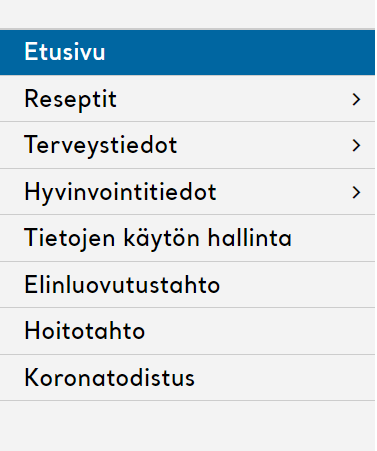 Etusivu
Reseptit
Terveystiedot
Hyvinvointitiedot
Tietojen käytön hallinta
Elinluovutustahto
Hoitotahto
Koronatodistus